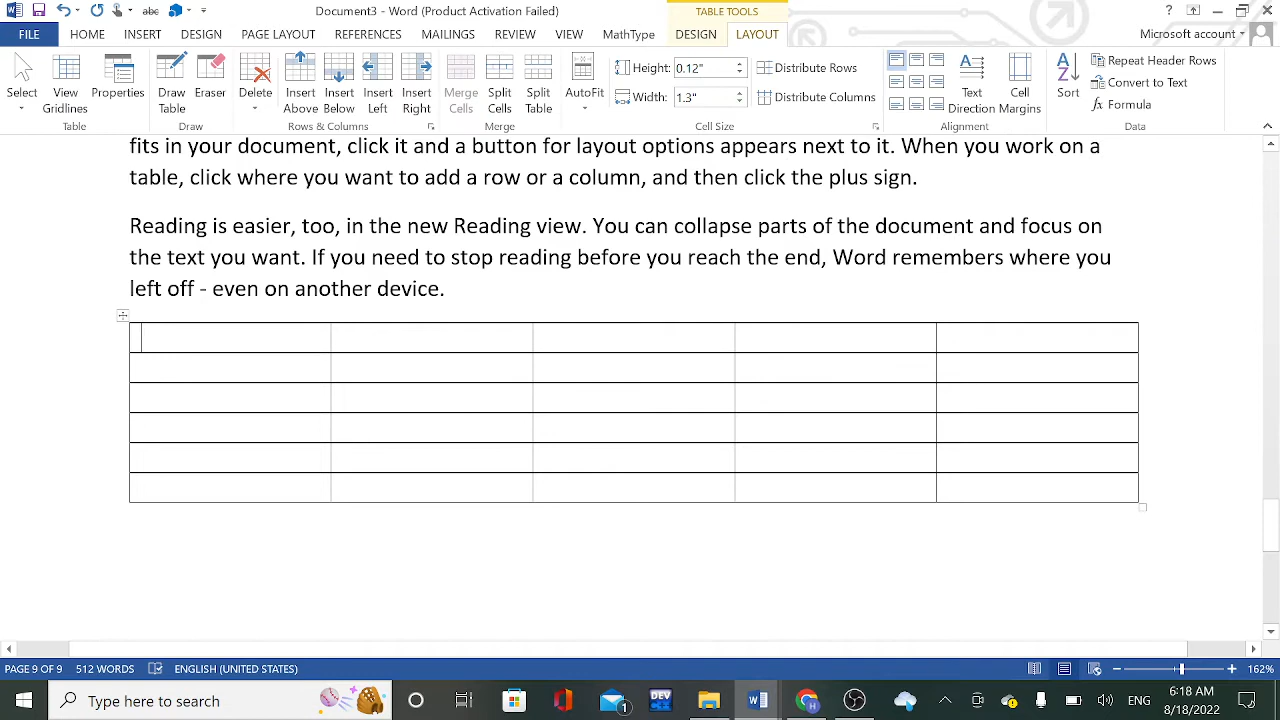 abc
Document3 - Word (Product Activation Failed)
TABLE TOOLS
?
FILE
HOME
INSERT
DESIGN
PAGE LAYOUT
REFERENCES
MAILINGS
REVIEW
VIEW
MathType
DESIGN
LAYOUT
Microsoft account
Select
View Gridlines
Properties
Table
Draw Table
Eraser
Draw
Delete
Insert Above
Insert Below
Insert Left
Insert Right
Rows & Columns
Merge Cells
Split Cells
Split Table
Merge
AutoFit
Height: 0.12"
Width: 1.3"
Distribute Rows
Distribute Columns
Cell Size
Text Direction
Cell Margins
Alignment
A
Z
Sort
Repeat Header Rows
Convert to Text
fx Formula
Data
fits in your document, click it and a button for layout options appears next to it. When you work on a
table, click where you want to add a row or a column, and then click the plus sign.
Reading is easier, too, in the new Reading view. You can collapse parts of the document and focus on
the text you want. If you need to stop reading before you reach the end, Word remembers where you
left off - even on another device.
PAGE 9 OF 9
512 WORDS
ENGLISH (UNITED STATES)
162%
Type here to search
DEV
1
H
ENG
6:18 AM
8/18/2022
1